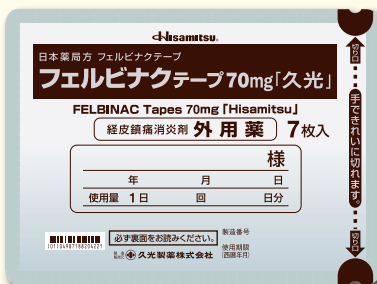 Hisamitsu.
日本薬局方 フェルビナクテープ
フェルビナクテープ70mg「久光」
FELBINAC Tapes 70mg「Hisamitsu」
経皮鎮痛消炎剤 外用薬 7枚入
様
年 月 日
使用量 1日 回 日分
必ず裏面をお読みください。
製造番号
使用期限
(西暦年月)
久光製薬株式会社
切り口
手できれいに切れます。
切り口